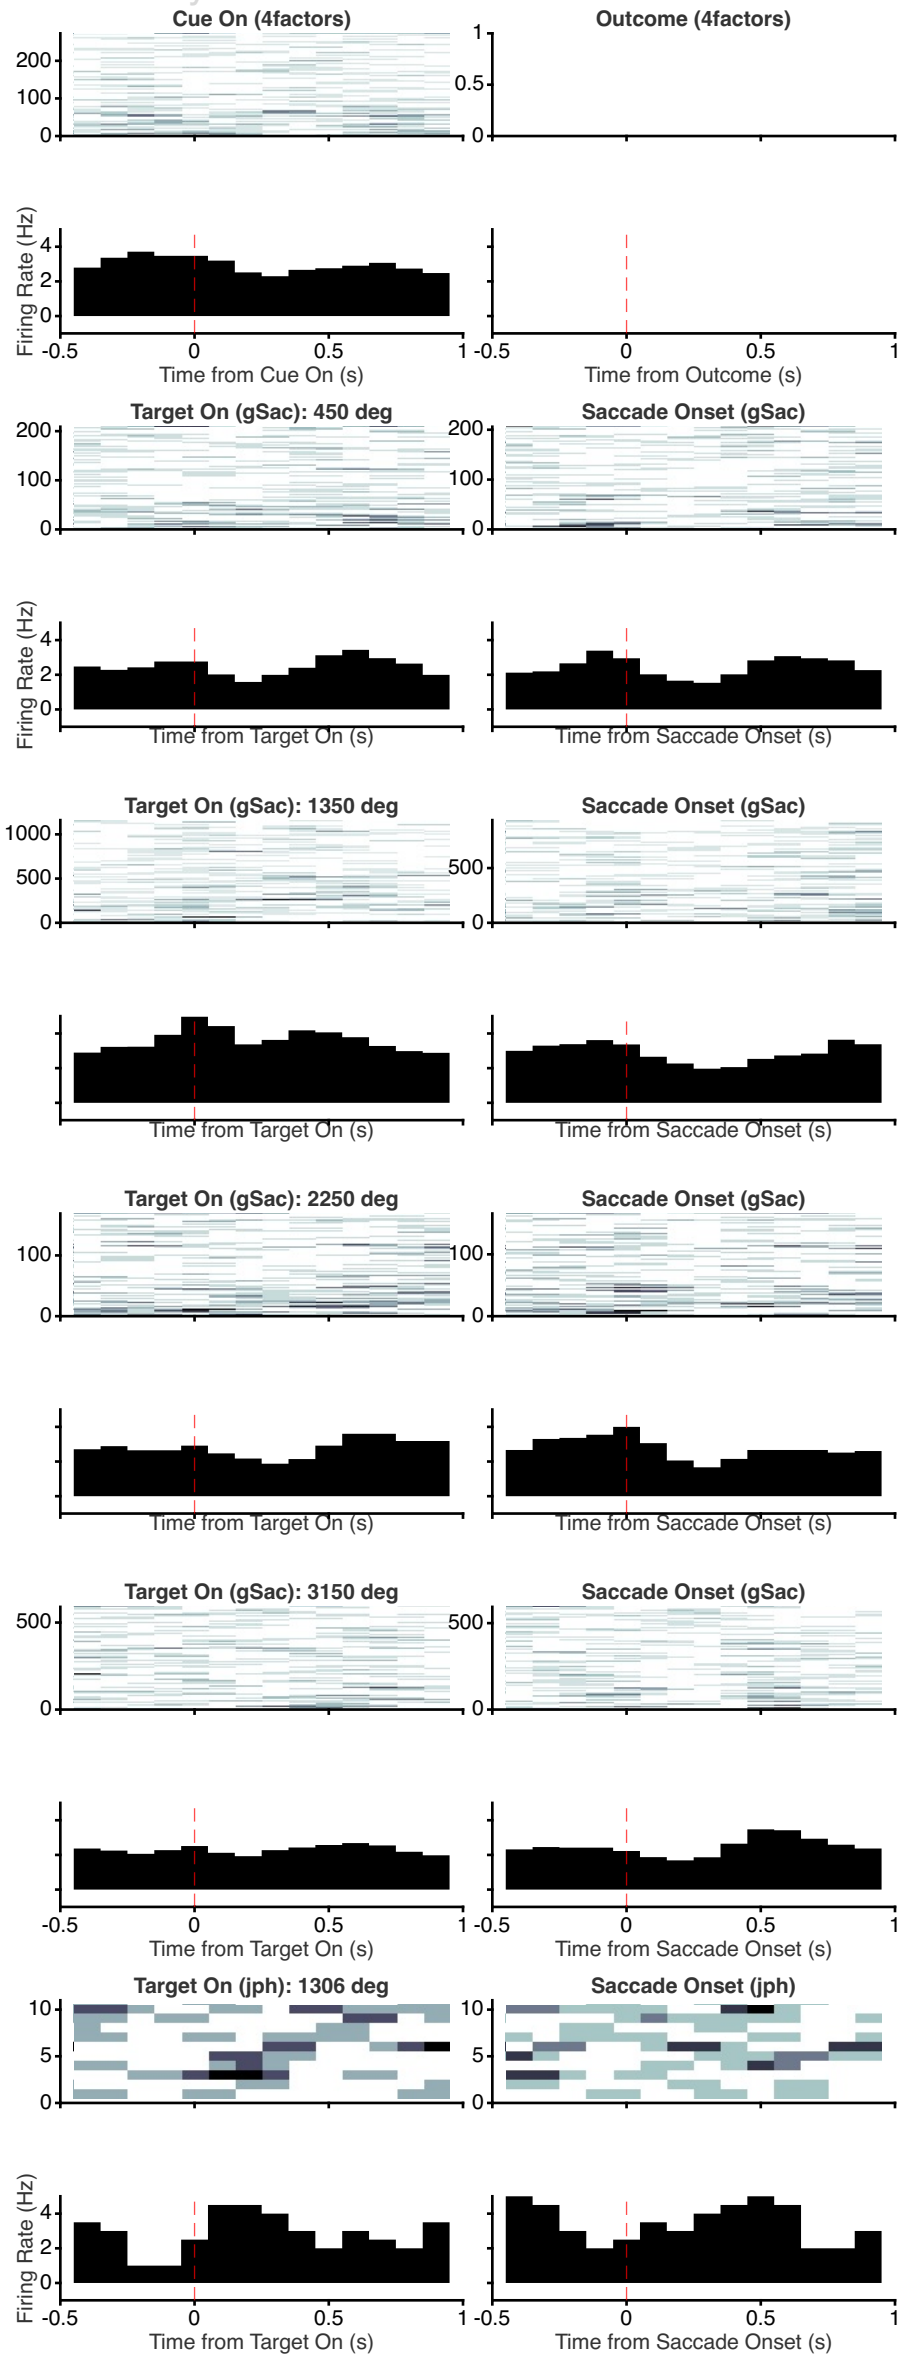 Cue On (4factors)
Outcome (4factors)
200
100
0
1
0.5
0
Firing Rate (Hz)
4
2
0
-0.5 0 0.5 1
Time from Cue On (s)
-0.5 0 0.5 1
Time from Outcome (s)
Target On (gSac): 450 deg
Saccade Onset (gSac)
200
100
0
200
100
0
Firing Rate (Hz)
4
2
0
Time from Target On (s)
Time from Saccade Onset (s)
Target On (gSac): 1350 deg
Saccade Onset (gSac)
1000
500
0
500
0
Time from Target On (s)
Time from Saccade Onset (s)
Target On (gSac): 2250 deg
Saccade Onset (gSac)
100
0
100
0
Time from Target On (s)
Time from Saccade Onset (s)
Target On (gSac): 3150 deg
Saccade Onset (gSac)
500
0
500
0
-0.5 0 0.5 1
Time from Target On (s)
-0.5 0 0.5 1
Time from Saccade Onset (s)
Target On (jph): 1306 deg
Saccade Onset (jph)
10
5
0
10
5
0
Firing Rate (Hz)
4
2
0
-0.5 0 0.5 1
Time from Target On (s)
-0.5 0 0.5 1
Time from Saccade Onset (s)